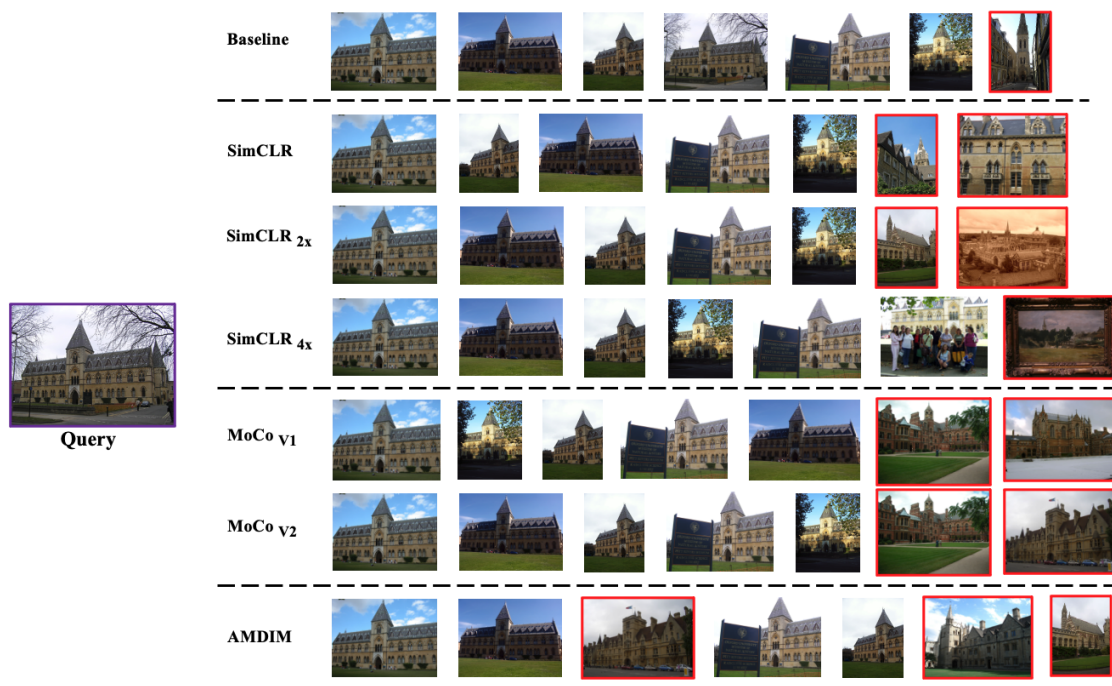 Baseline
SimCLR
SimCLR 2x
SimCLR 4x
Query
MoCo V1
MoCo V2
AMDIM